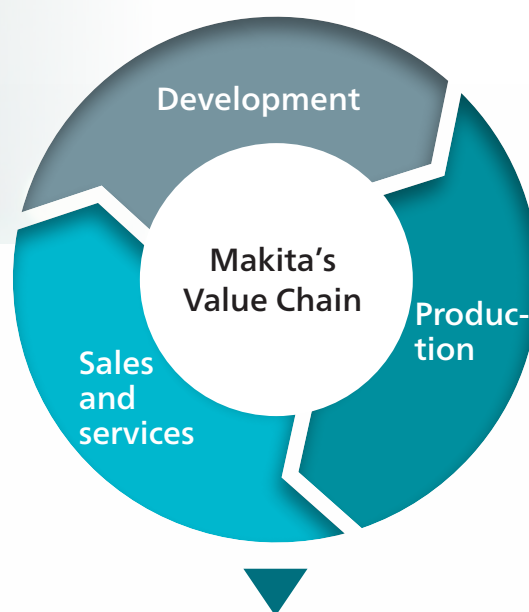 Development
Makita’s
Value Chain
Produc-
tion
Sales
and
services